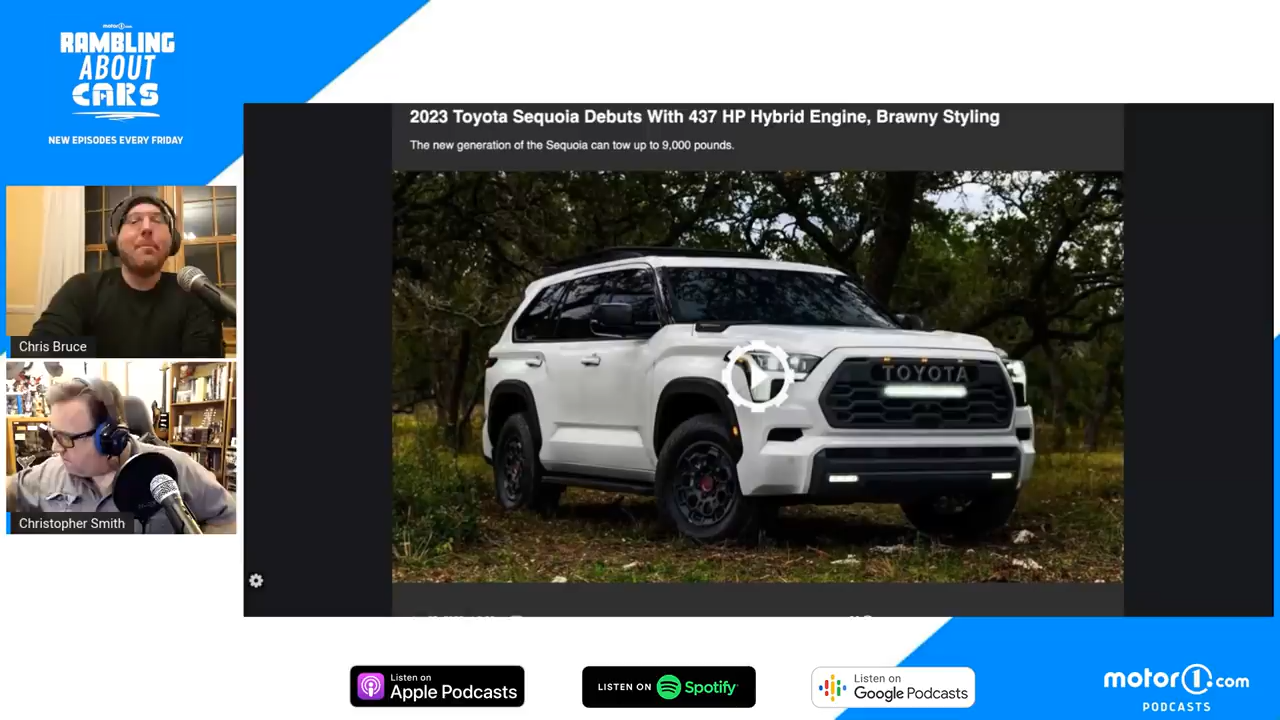 motor1.com
RAMBLING
ABOUT
CARS
NEW EPISODES EVERY FRIDAY
2023 Toyota Sequoia Debuts With 437 HP Hybrid Engine, Brawny Styling
The new generation of the Sequoia can tow up to 9,000 pounds.
TOYOTA
Chris Bruce
Christopher Smith
Listen on
Apple Podcasts
LISTEN ON Spotify
Listen on
Google Podcasts
motor1.com
PODCASTS